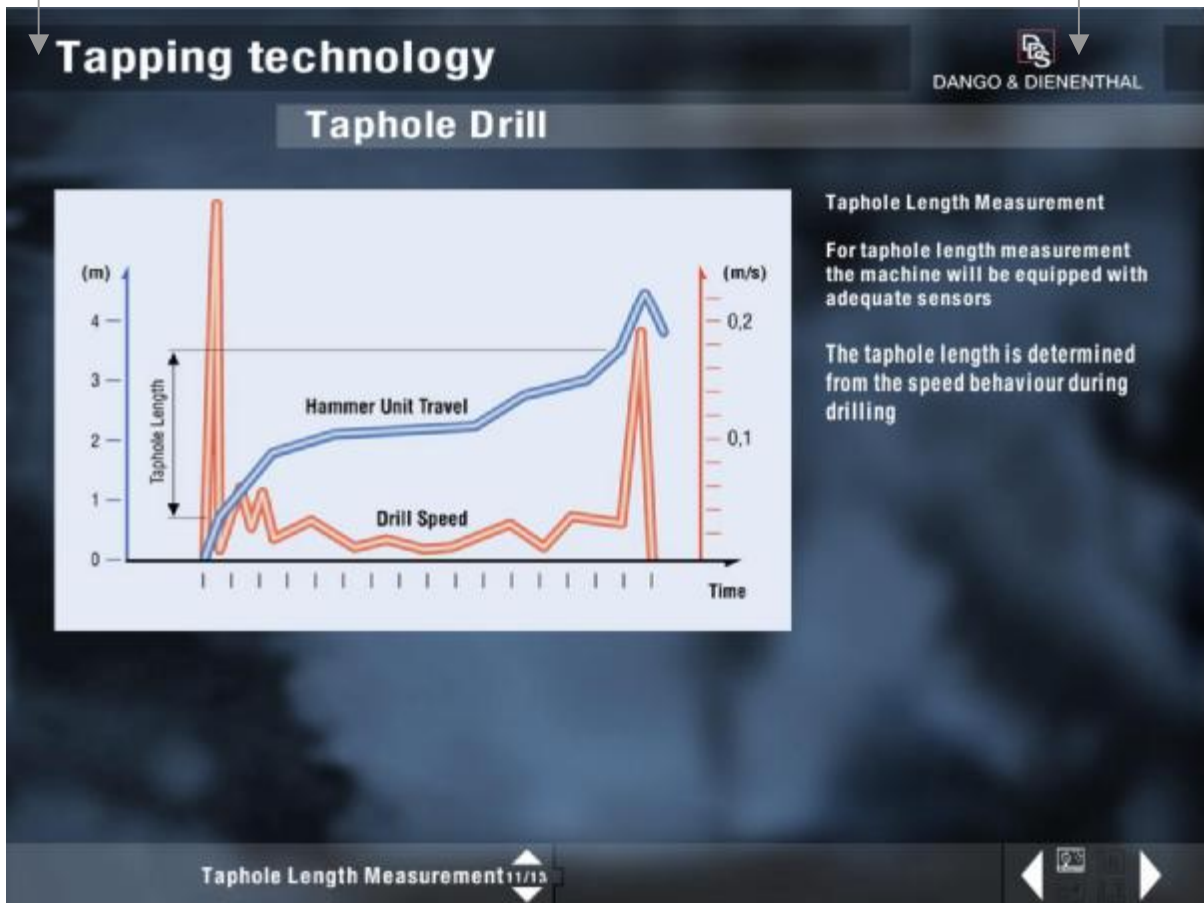 Tapping technology
DDS
DANGO & DIENENTHAL
Taphole Drill
(m)
4
3
2
1
0
Taphole Length
Hammer Unit Travel
Drill Speed
(m/s)
0,2
0,1
Time
Taphole Length Measurement
For taphole length measurement
the machine will be equipped with
adequate sensors
The taphole length is determined
from the speed behaviour during
drilling
Taphole Length Measurement 11/13